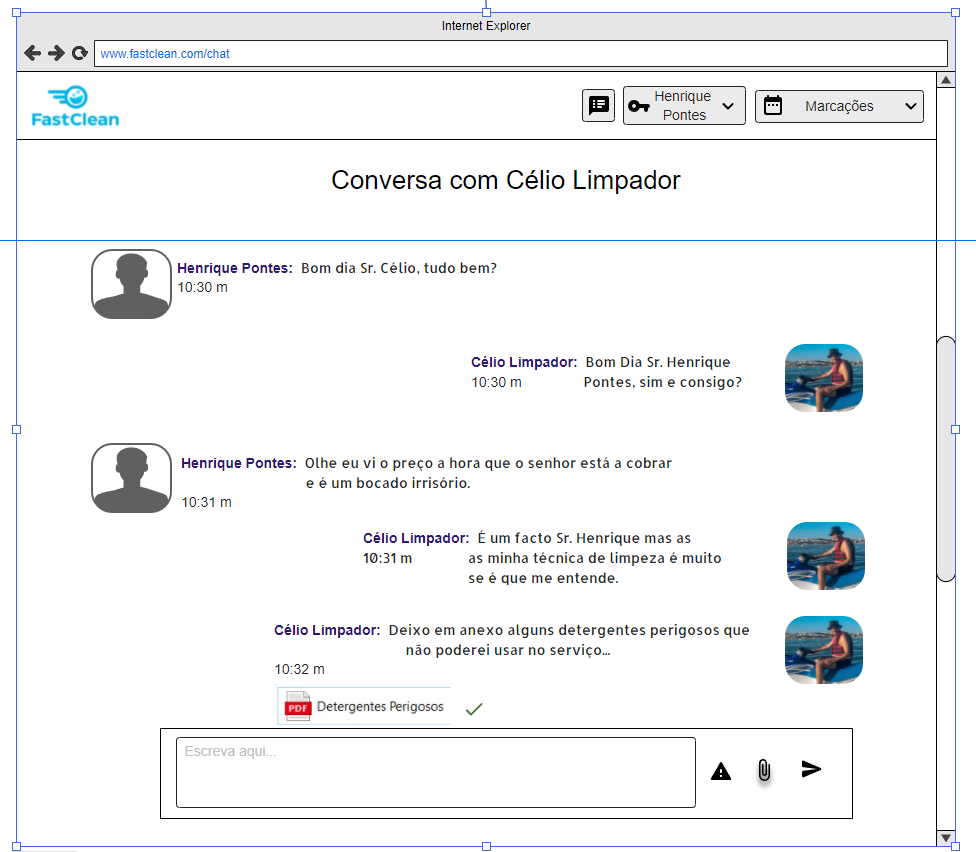 Internet Explorer
www.fastclean.com/chat
FastClean
Henrique
Pontes
Marcações
Conversa com Célio Limpador
Henrique Pontes: Bom dia Sr. Célio, tudo bem?
10:30 m
Célio Limpador: Bom Dia Sr. Henrique
10:30 m Pontes, sim e consigo?
Henrique Pontes: Olhe eu vi o preço a hora que o senhor está a cobrar
e é um bocado irrisório.
10:31 m
Célio Limpador: É um facto Sr. Henrique mas as
10:31 m as minha técnica de limpeza é muito
se é que me entende.
Célio Limpador: Deixo em anexo alguns detergentes perigosos que
não poderei usar no serviço...
10:32 m
PDF Detergentes Perigosos
Escreva aqui...